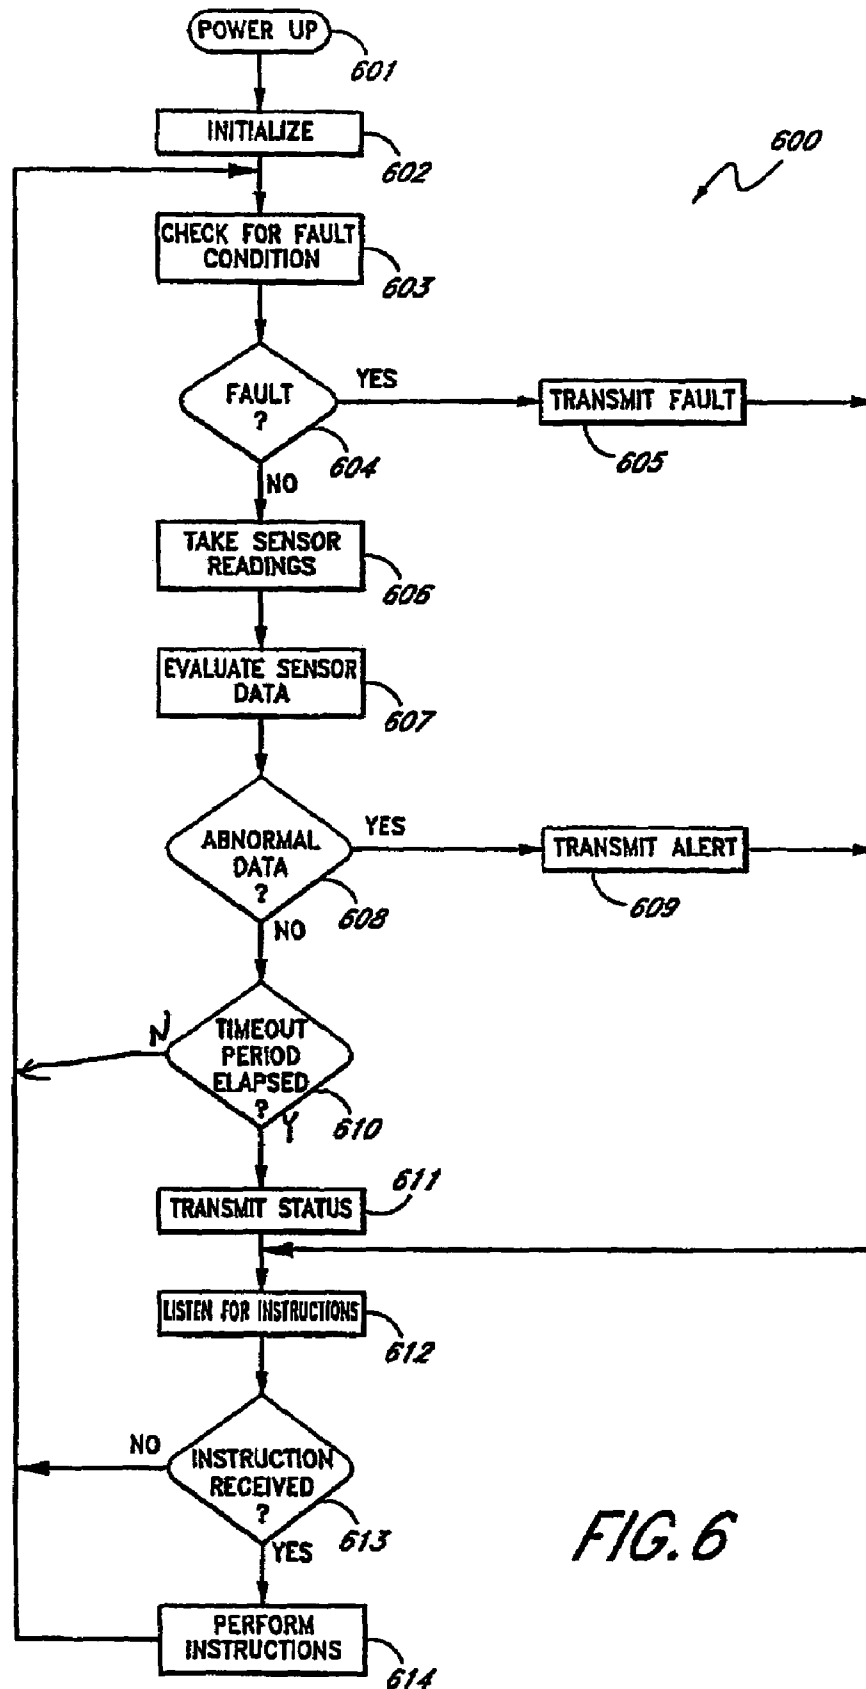 POWER UP
601
INITIALIZE
602
600
CHECK FOR FAULT
CONDITION
603
FAULT
?
604
YES
TRANSMIT FAULT
605
NO
TAKE SENSOR
READINGS
606
EVALUATE SENSOR
DATA
607
ABNORMAL
DATA
?
608
YES
TRANSMIT ALERT
609
NO
N
TIMEOUT
PERIOD
ELAPSED
?
610
Y
TRANSMIT STATUS
611
LISTEN FOR INSTRUCTIONS
612
NO
INSTRUCTION
RECEIVED
?
613
YES
PERFORM
INSTRUCTIONS
614
FIG. 6